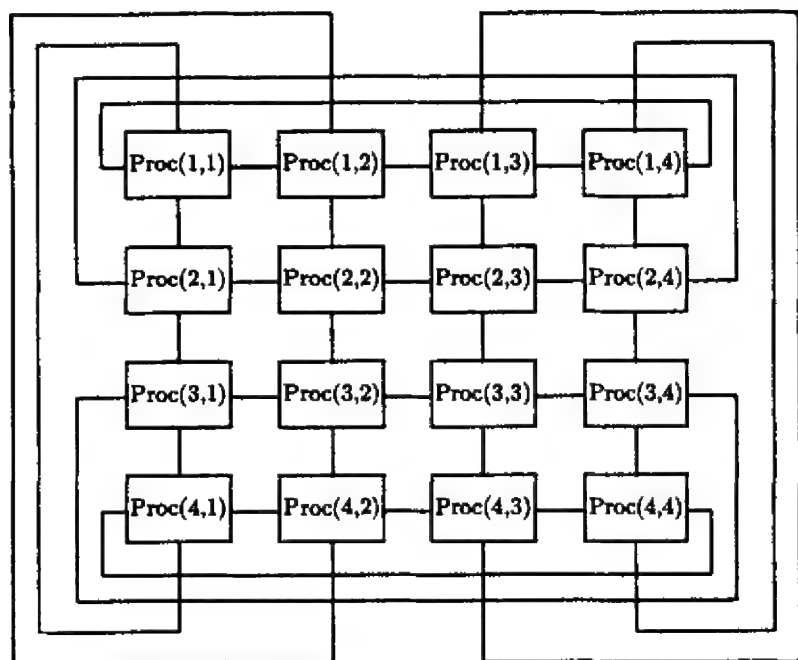 Proc(1,1) Proc(1,2) Proc(1,3) Proc(1,4)
Proc(2,1) Proc(2,2) Proc(2,3) Proc(2,4)
Proc(3,1) Proc(3,2) Proc(3,3) Proc(3,4)
Proc(4,1) Proc(4,2) Proc(4,3) Proc(4,4)